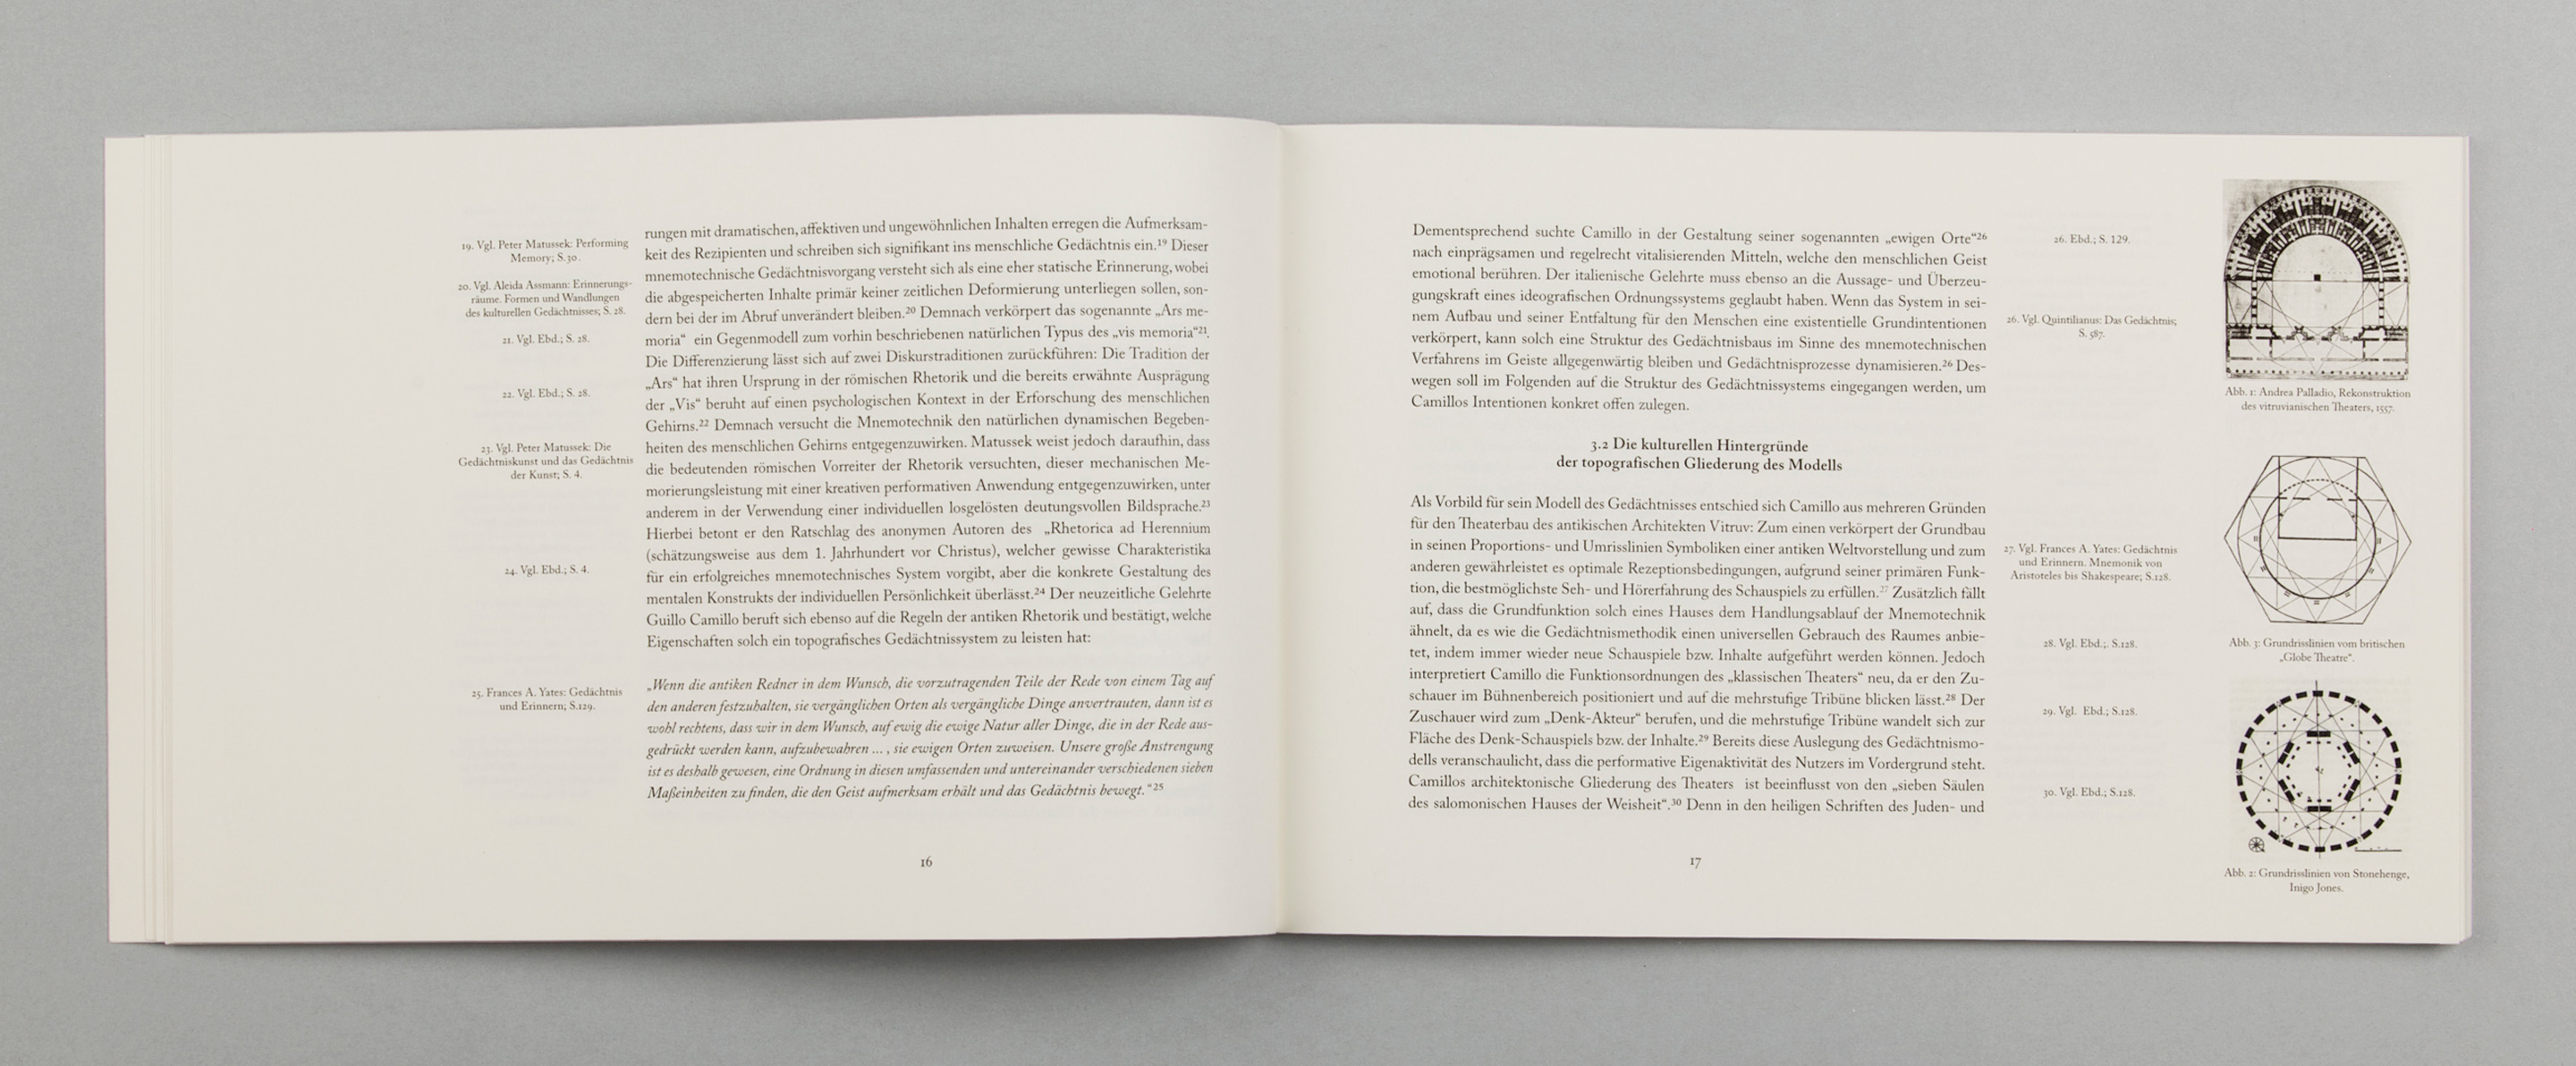 19. Vgl. Peter Matussek: Performing
Memory; S.30.
20. Vgl. Aleida Assmann: Erinnerungs-
räume. Formen und Wandlungen
des kulturellen Gedächtnisses; S. 28.
21. Vgl. Ebd.; S. 28.
22. Vgl. Ebd.; S. 28.
23. Vgl. Peter Matussek: Die
Gedächtniskunst und das Gedächtnis
der Kunst; S. 4.
24. Vgl. Ebd.; S. 4.
25. Frances A. Yates: Gedächtnis
und Erinnern; S.129.
rungen mit dramatischen, affektiven und ungewöhnlichen Inhalten erregen die Aufmerksam-
keit des Rezipienten und schreiben sich signifikant ins menschliche Gedächtnis ein.¹⁹ Dieser
mnemotechnische Gedächtnisvorgang versteht sich als eine eher statische Erinnerung, wobei
die abgespeicherten Inhalte primär keiner zeitlichen Deformierung unterliegen sollen, son-
dern bei der im Abruf unverändert bleiben.²⁰ Demnach verkörpert das sogenannte „Ars me-
moria“ ein Gegenmodell zum vorhin beschriebenen natürlichen Typus des „vis memoria“²¹.
Die Differenzierung lässt sich auf zwei Diskurstraditionen zurückführen: Die Tradition der
„Ars“ hat ihren Ursprung in der römischen Rhetorik und die bereits erwähnte Ausprägung
der „Vis“ beruht auf einen psychologischen Kontext in der Erforschung des menschlichen
Gehirns.²² Demnach versucht die Mnemotechnik den natürlichen dynamischen Begeben-
heiten des menschlichen Gehirns entgegenzuwirken. Matussek weist jedoch daraufhin, dass
die bedeutenden römischen Vorreiter der Rhetorik versuchten, dieser mechanischen Me-
morierungsleistung mit einer kreativen performativen Anwendung entgegenzuwirken, unter
anderem in der Verwendung einer individuellen losgelösten deutungsvollen Bildsprache.²³
Hierbei betont er den Ratschlag des anonymen Autoren des „Rhetorica ad Herennium
(schätzungsweise aus dem 1. Jahrhundert vor Christus), welcher gewisse Charakteristika
für ein erfolgreiches mnemotechnisches System vorgibt, aber die konkrete Gestaltung des
mentalen Konstrukts der individuellen Persönlichkeit überlässt.²⁴ Der neuzeitliche Gelehrte
Guillo Camillo beruft sich ebenso auf die Regeln der antiken Rhetorik und bestätigt, welche
Eigenschaften solch ein topografisches Gedächtnissystem zu leisten hat:
„Wenn die antiken Redner in dem Wunsch, die vorzutragenden Teile der Rede von einem Tag auf
den anderen festzuhalten, sie vergänglichen Orten als vergängliche Dinge anvertrauten, dann ist es
wohl rechtens, dass wir in dem Wunsch, auf ewig die ewige Natur aller Dinge, die in der Rede aus-
gedrückt werden kann, aufzubewahren ... , sie ewigen Orten zuweisen. Unsere große Anstrengung
ist es deshalb gewesen, eine Ordnung in diesen umfassenden und untereinander verschiedenen sieben
Maßeinheiten zu finden, die den Geist aufmerksam erhält und das Gedächtnis bewegt.“²⁵
16
Dementsprechend suchte Camillo in der Gestaltung seiner sogenannten „ewigen Orte“²⁶
nach einprägsamen und regelrecht vitalisierenden Mitteln, welche den menschlichen Geist
emotional berühren. Der italienische Gelehrte muss ebenso an die Aussage- und Überzeu-
gungskraft eines ideografischen Ordnungssystems geglaubt haben. Wenn das System in sei-
nem Aufbau und seiner Entfaltung für den Menschen eine existentielle Grundintentionen
verkörpert, kann solch eine Struktur des Gedächtnisbaus im Sinne des mnemotechnischen
Verfahrens im Geiste allgegenwärtig bleiben und Gedächtnisprozesse dynamisieren.²⁶ Des-
wegen soll im Folgenden auf die Struktur des Gedächtnissystems eingegangen werden, um
Camillos Intentionen konkret offen zulegen.
3.2 Die kulturellen Hintergründe
der topografischen Gliederung des Modells
Als Vorbild für sein Modell des Gedächtnisses entschied sich Camillo aus mehreren Gründen
für den Theaterbau des antikischen Architekten Vitruv: Zum einen verkörpert der Grundbau
in seinen Proportions- und Umrisslinien Symboliken einer antiken Weltvorstellung und zum
anderen gewährleistet es optimale Rezeptionsbedingungen, aufgrund seiner primären Funk-
tion, die bestmöglichste Seh- und Hörerfahrung des Schauspiels zu erfüllen.²⁷ Zusätzlich fällt
auf, dass die Grundfunktion solch eines Hauses dem Handlungsablauf der Mnemotechnik
ähnelt, da es wie die Gedächtnismethodik einen universellen Gebrauch des Raumes anbie-
tet, indem immer wieder neue Schauspiele bzw. Inhalte aufgeführt werden können. Jedoch
interpretiert Camillo die Funktionsordnungen des „klassischen Theaters“ neu, da er den Zu-
schauer im Bühnenbereich positioniert und auf die mehrstufige Tribüne blicken lässt.²⁸ Der
Zuschauer wird zum „Denk-Akteur“ berufen, und die mehrstufige Tribüne wandelt sich zur
Fläche des Denk-Schauspiels bzw. der Inhalte.²⁹ Bereits diese Auslegung des Gedächtnismo-
dells veranschaulicht, dass die performative Eigenaktivität des Nutzers im Vordergrund steht.
Camillos architektonische Gliederung des Theaters ist beeinflusst von den „sieben Säulen
des salomonischen Hauses der Weisheit“.³⁰ Denn in den heiligen Schriften des Juden- und
17
26. Ebd.; S. 129.
26. Vgl. Quintilianus: Das Gedächtnis;
S. 587.
27. Vgl. Frances A. Yates: Gedächtnis
und Erinnern. Mnemonik von
Aristoteles bis Shakespeare; S.128.
28. Vgl. Ebd.;. S.128.
29. Vgl. Ebd.; S.128.
30. Vgl. Ebd.; S.128.
Abb. 1: Andrea Palladio, Rekonstruktion
des vitruvianischen Theaters, 1557.
Abb. 3: Grundrisslinien vom britischen
„Globe Theatre“.
Abb. 2: Grundrisslinien von Stonehenge,
Inigo Jones.